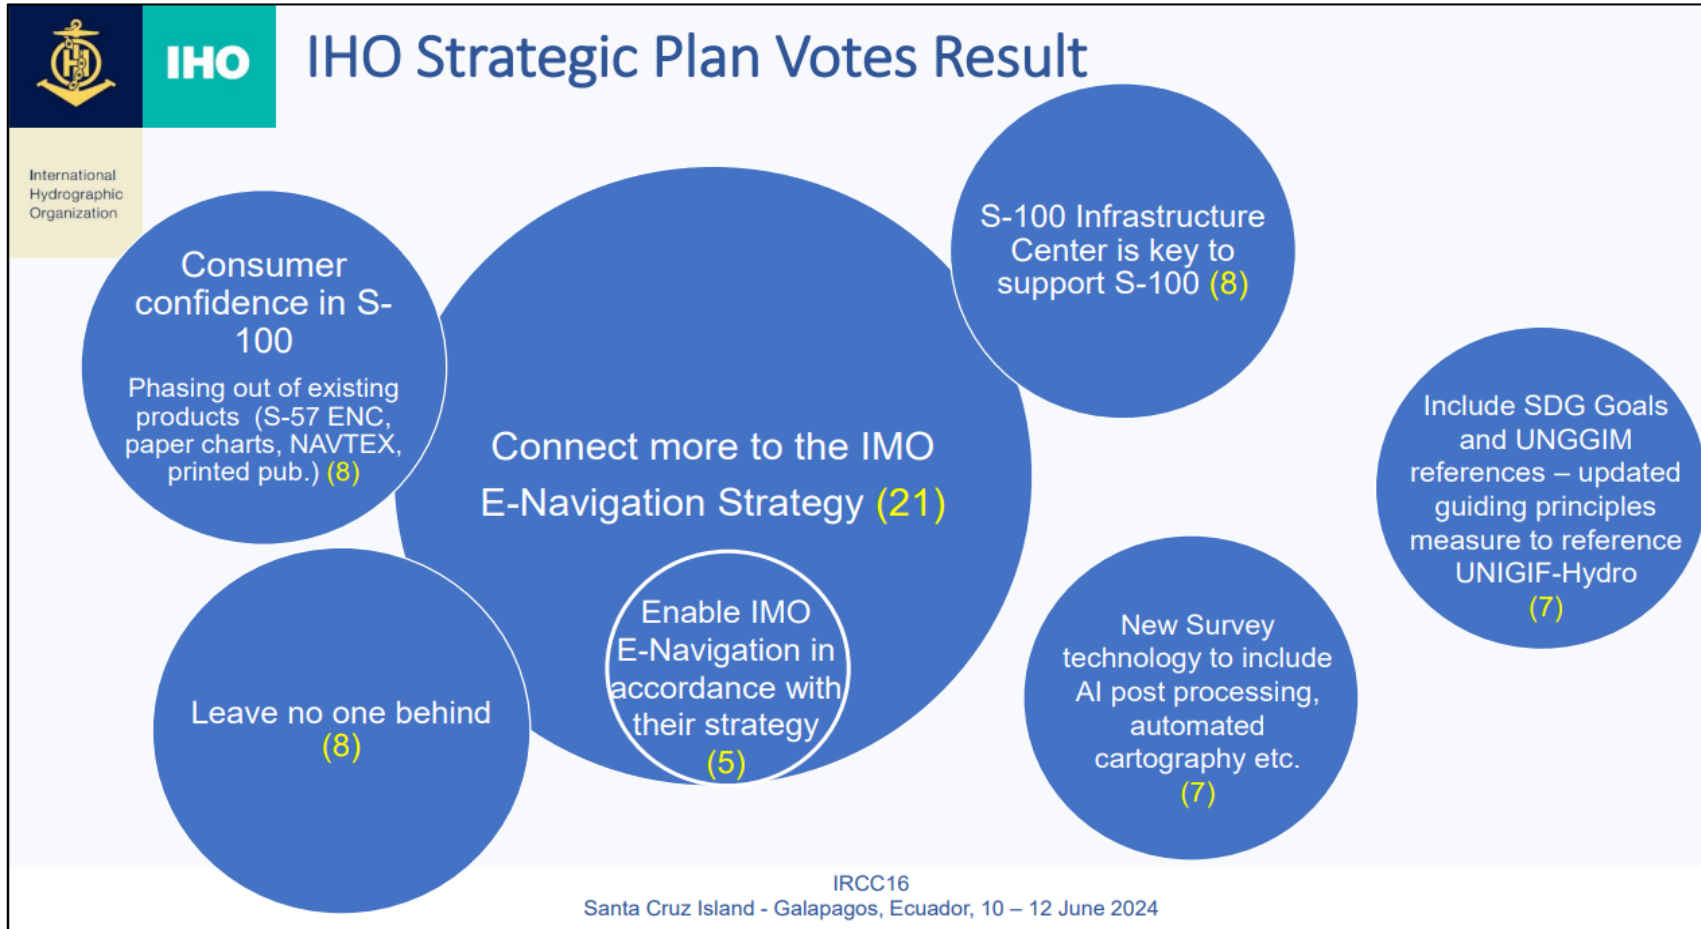 IHO
IHO Strategic Plan Votes Result
International
Hydrographic
Organization
Consumer
confidence in S-
100
Phasing out of existing
products (S-57 ENC,
paper charts, NAVTEX,
printed pub.) (8)
Connect more to the IMO
E-Navigation Strategy (21)
Enable IMO
E-Navigation in
accordance with
their strategy
(5)
Leave no one behind
(8)
S-100 Infrastructure
Center is key to
support S-100 (8)
New Survey
technology to include
AI post processing,
automated
cartography etc.
(7)
Include SDG Goals
and UNGGIM
references – updated
guiding principles
measure to reference
UNIGIF-Hydro
(7)
IRCC16
Santa Cruz Island - Galapagos, Ecuador, 10 – 12 June 2024